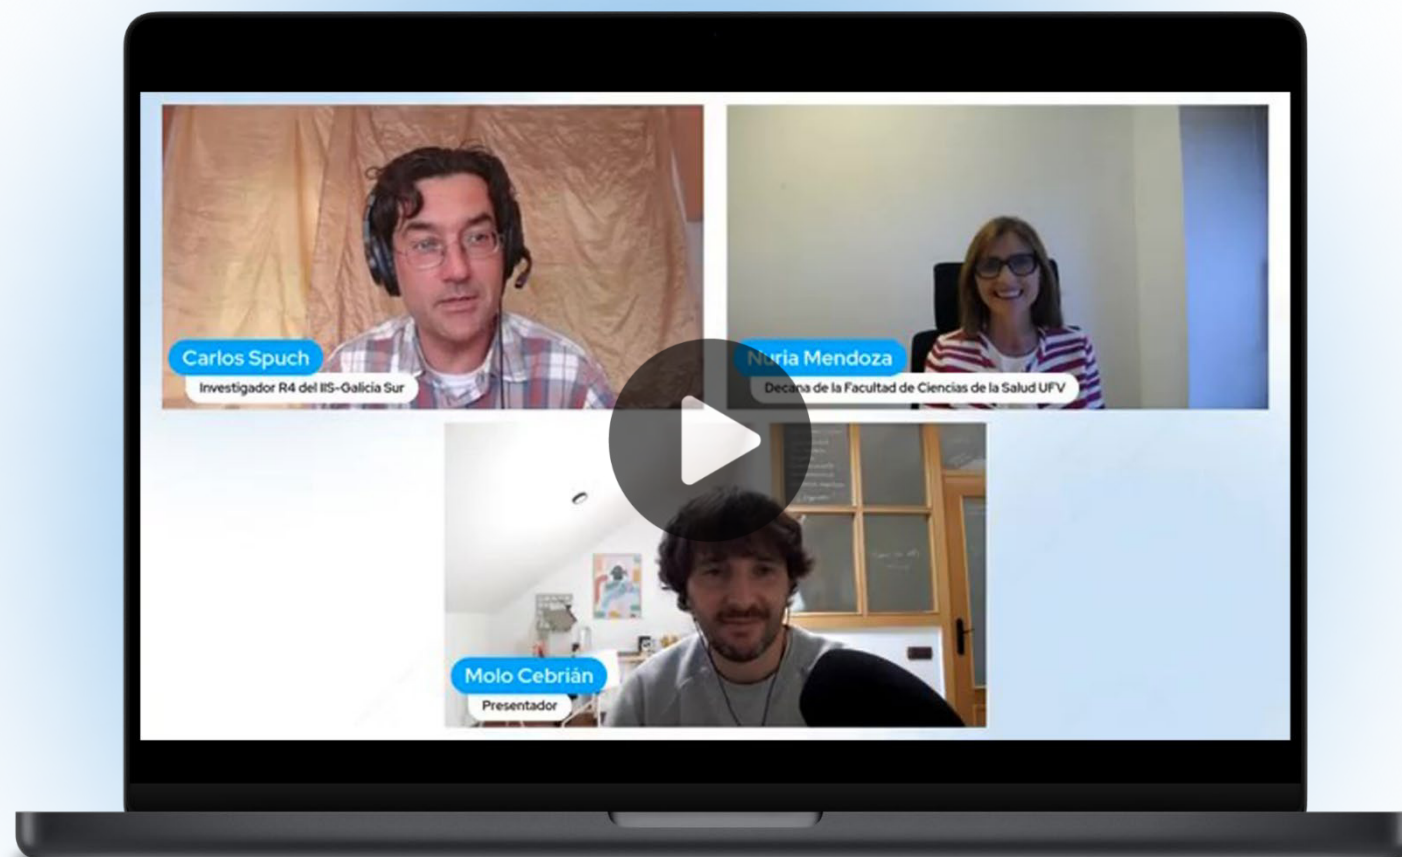 Carlos Spuch
Investigador R4 del IIS-Galicia Sur
Nuria Mendoza
Decana de la Facultad de Ciencias de la Salud UFV
Molo Cebrián
Presentador